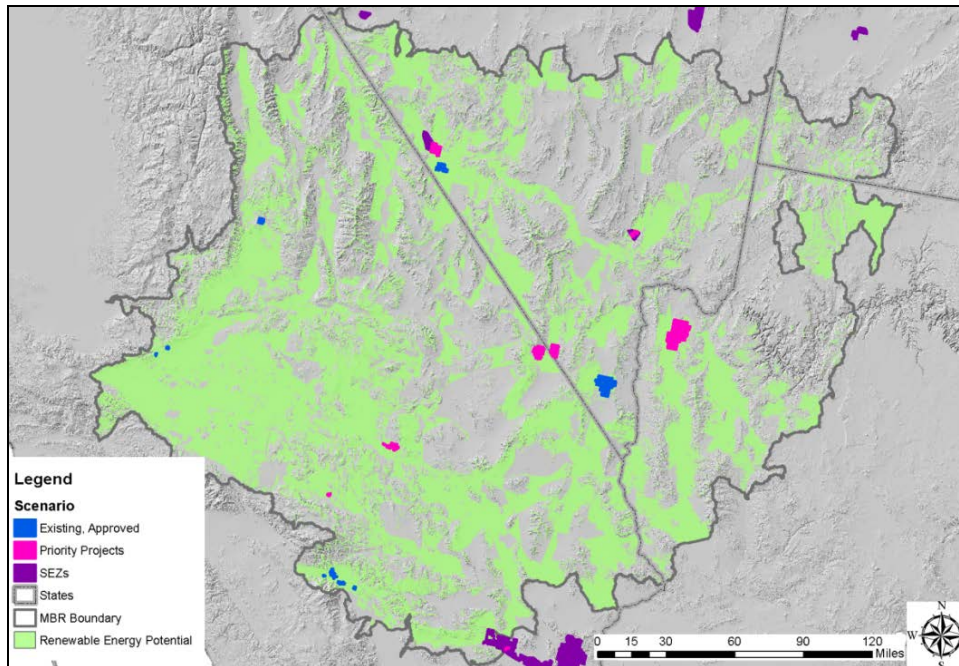 Legend
Scenario
Existing, Approved
Priority Projects
SEZs
States
MBR Boundary
Renewable Energy Potential
N
W E
S
0 15 30 60 90 120
Miles